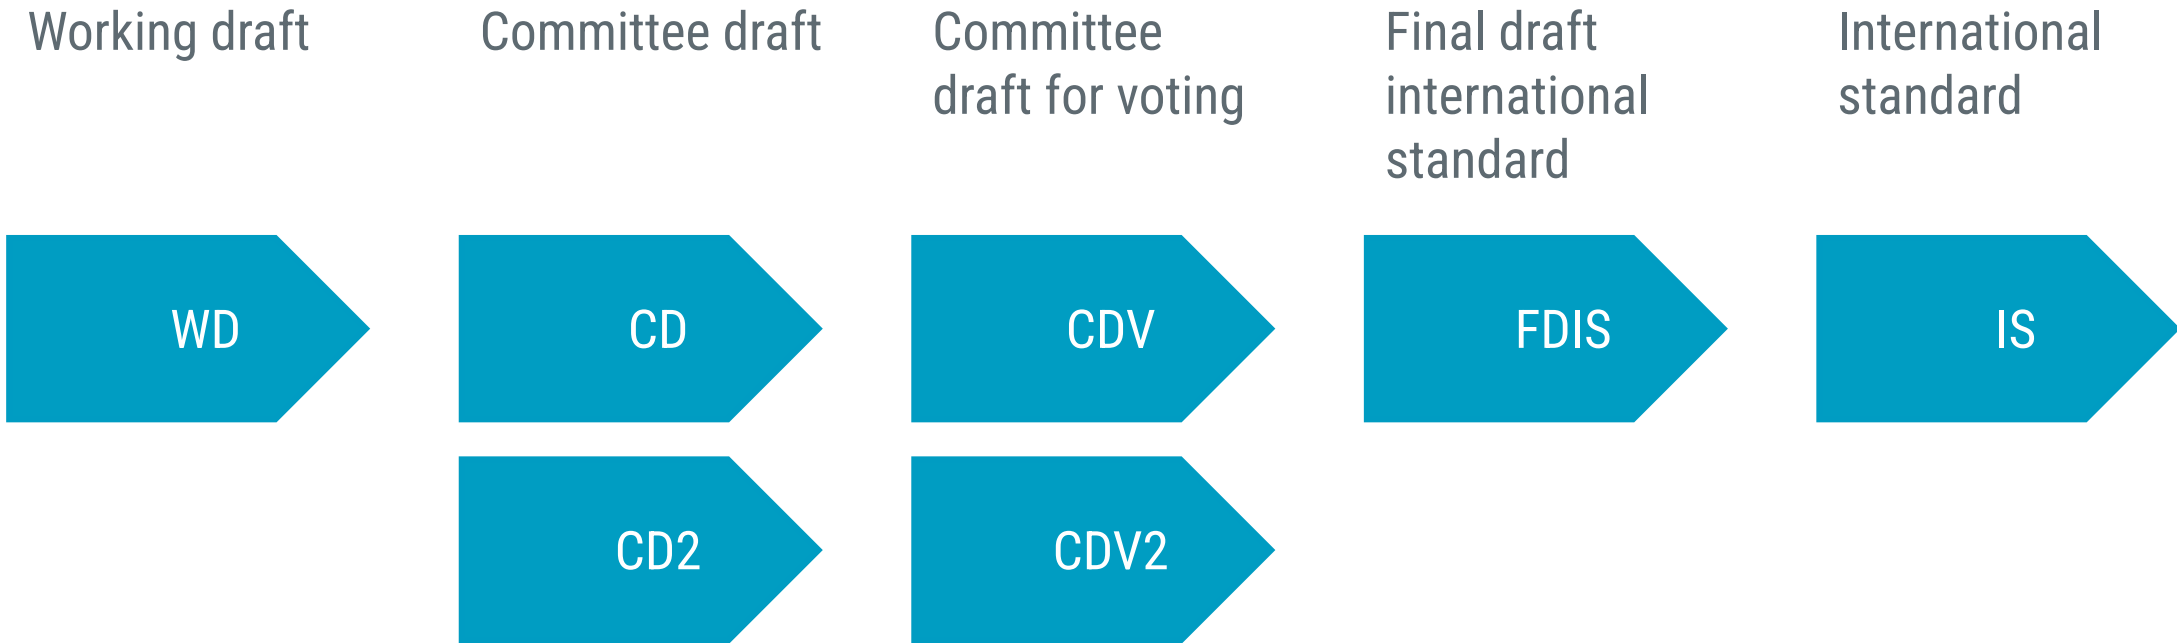 Working draft
Committee draft
Committee
draft for voting
Final draft
international
standard
International
standard
WD
CD
CDV
FDIS
IS
CD2
CDV2